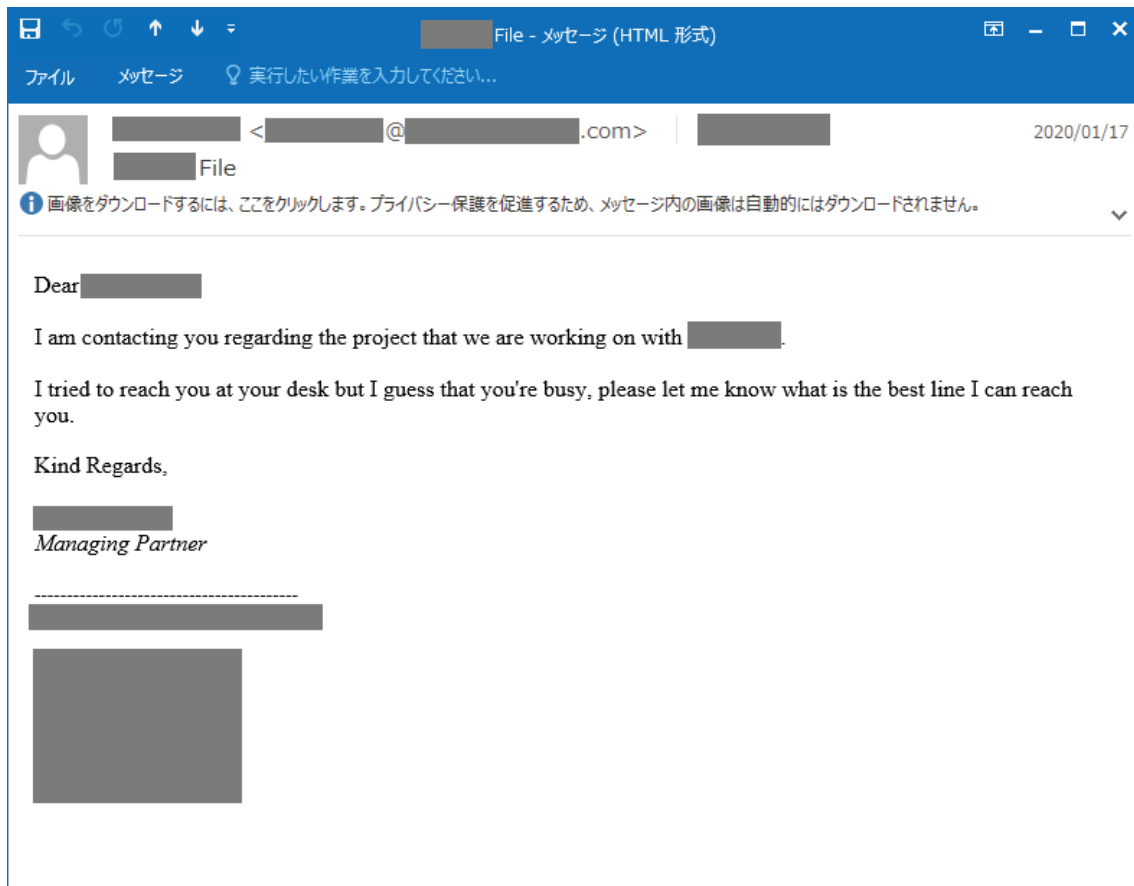 File - メッセージ (HTML 形式)
ファイル メッセージ 実行したい作業を入力してください...
< @ .com> 2020/01/17
File
画像をダウンロードするには、ここをクリックします。プライバシー保護を促進するため、メッセージ内の画像は自動的にはダウンロードされません。
Dear
I am contacting you regarding the project that we are working on with .
I tried to reach you at your desk but I guess that you're busy, please let me know what is the best line I can reach
you.
Kind Regards,
Managing Partner
-----------------------------------------